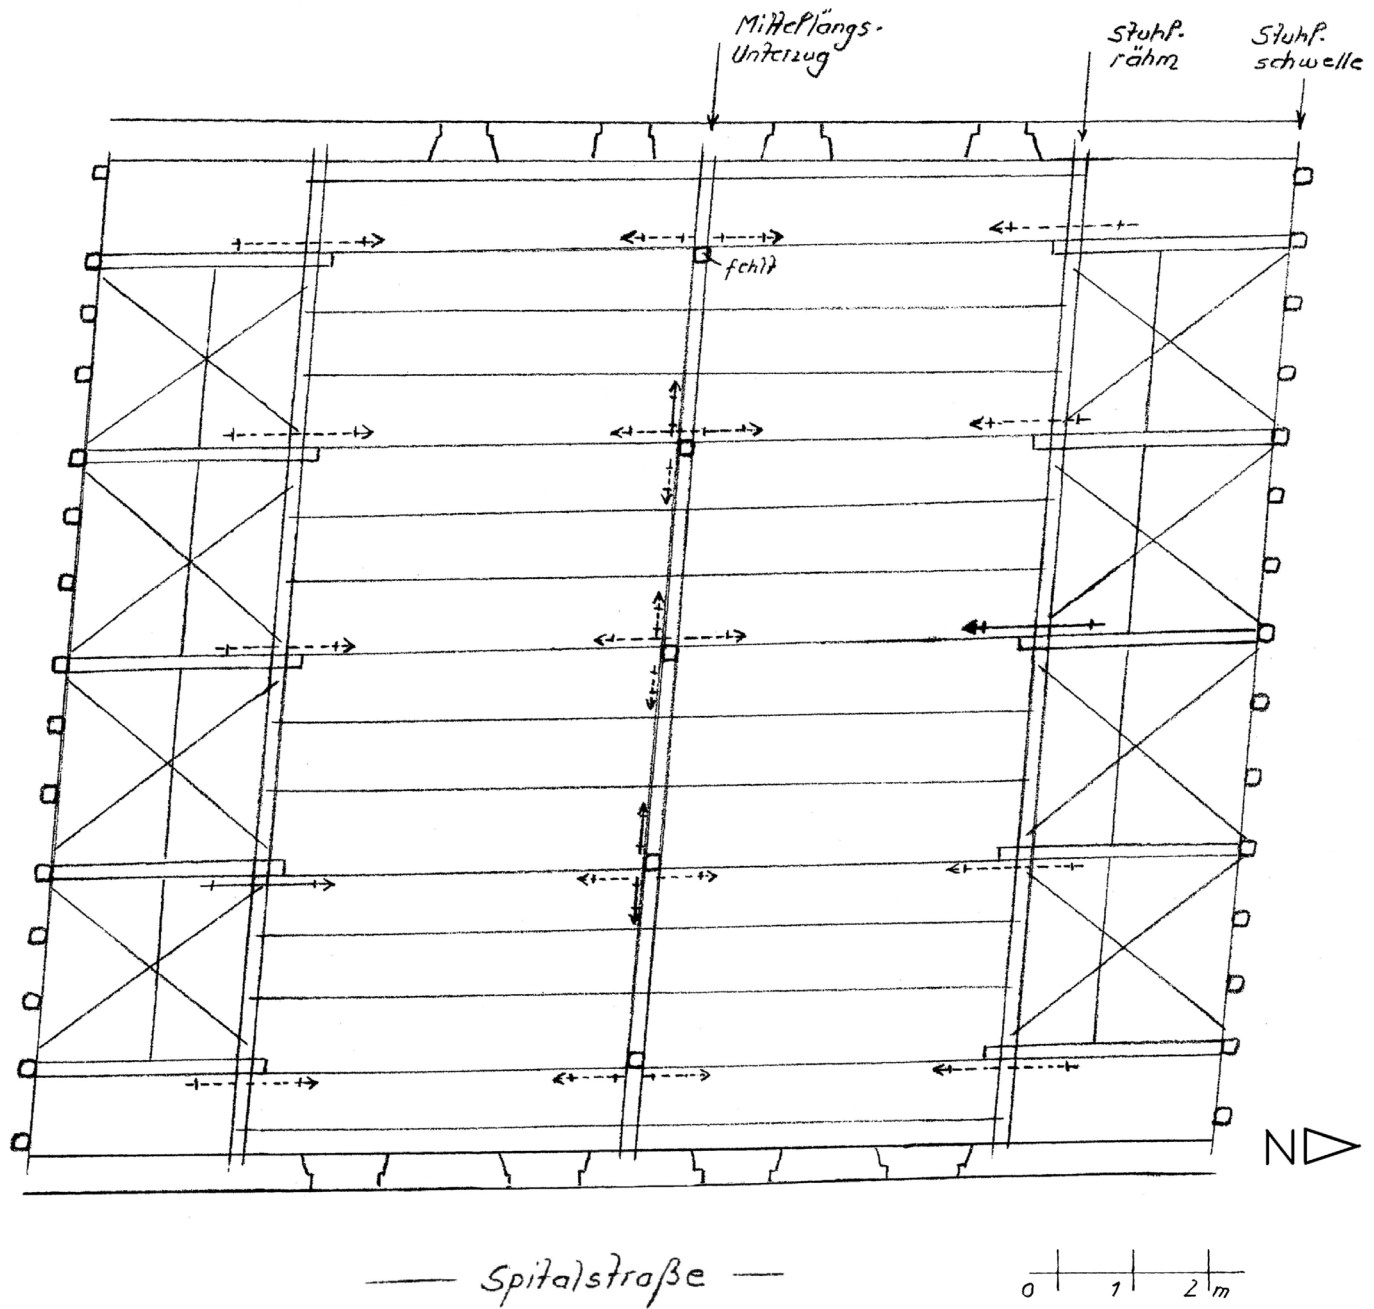 Mittellängs-
Unterzug
Stuhl-
rähm
Stuhl-
schwelle
fehlt
N
Spitalstraße
0 1 2 m